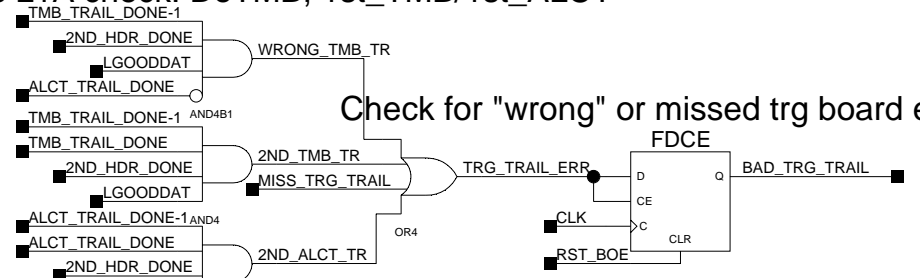 TMB_TRAIL_DONE-1
2ND_HDR_DONE
WRONG_TMB_TR
LGOODDAT
ALCT_TRAIL_DONE
AND4B1
Check for "wrong" or missed trg board
TMB_TRAIL_DONE-1
FDCE
TMB_TRAIL_DONE
2ND_TMB_TR
TRG_TRAIL_ERR
D
Q
BAD_TRG_TRAIL
2ND_HDR_DONE
MISS_TRG_TRAIL
LGOODDAT
CE
ALCT_TRAIL_DONE-1
AND4
CLK
C
OR4
CLR
ALCT_TRAIL_DONE
2ND_ALCT_TR
RST_BOE
2ND_HDR_DONE